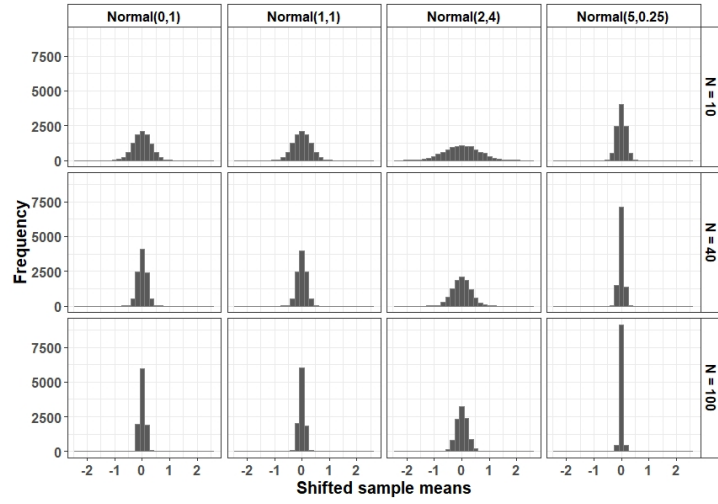 Normal(0,1) Normal(1,1) Normal(2,4) Normal(5,0.25)
7500
5000
2500
0
N = 10
7500
5000
2500
0
N = 40
7500
5000
2500
0
N = 100
Frequency
-2 -1 0 1 2 -2 -1 0 1 2 -2 -1 0 1 2 -2 -1 0 1 2
Shifted sample means